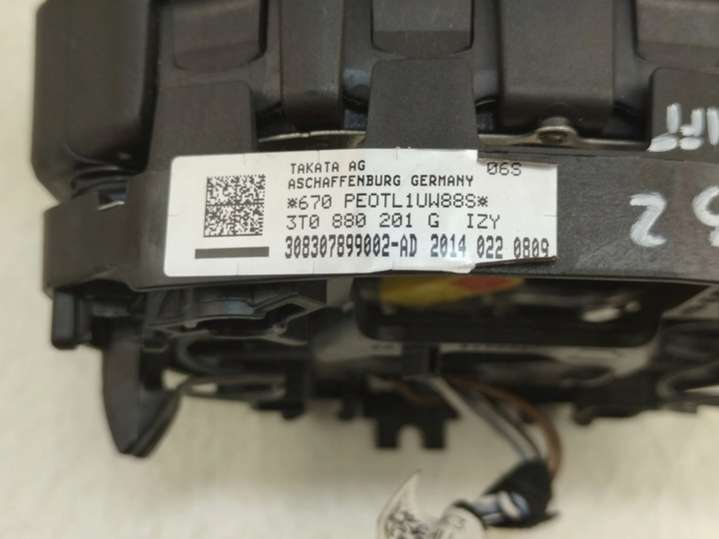 TAKATA AG 06S
ASCHAFFENBURG GERMANY
*670 PEOTL1UW88S*
3T0 880 201 G IZY
308307899002-AD 2014 022 0809